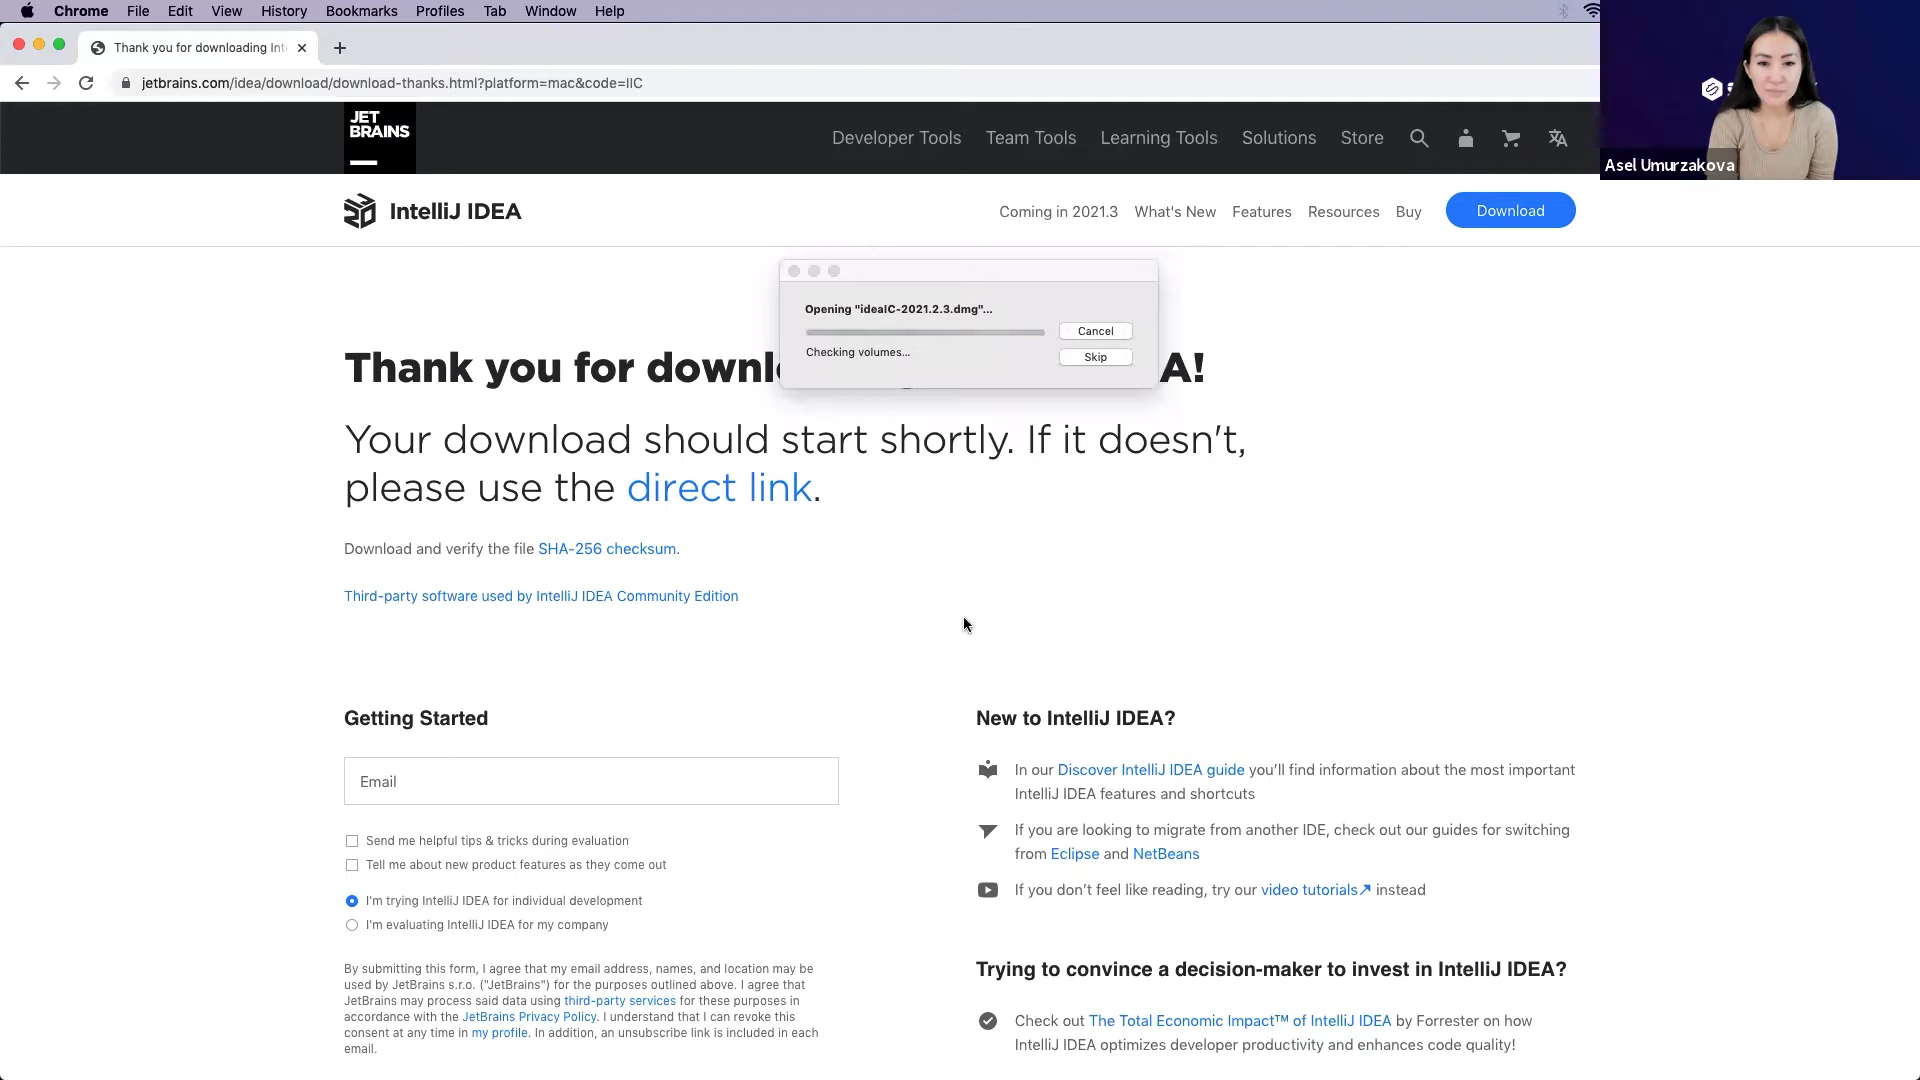 Chrome File Edit View History Bookmarks Profiles Tab Window Help
Thank you for downloading Int
jetbrains.com/idea/download/download-thanks.html?platform=mac&code=IIC
Asel Umurzakova
JET
BRAINS
Developer Tools Team Tools Learning Tools Solutions Store
IntelliJ IDEA
Coming in 2021.3 What's New Features Resources Buy Download
Opening "ideaIC-2021.2.3.dmg"...
Cancel
Checking volumes...
Skip
Thank you for downl A!
Your download should start shortly. If it doesn't,
please use the direct link.
Download and verify the file SHA-256 checksum.
Third-party software used by IntelliJ IDEA Community Edition
Getting Started
Email
Send me helpful tips & tricks during evaluation
Tell me about new product features as they come out
I'm trying IntelliJ IDEA for individual development
I'm evaluating IntelliJ IDEA for my company
By submitting this form, I agree that my email address, names, and location may be
used by JetBrains s.r.o. ("JetBrains") for the purposes outlined above. I agree that
JetBrains may process said data using third-party services for these purposes in
accordance with the JetBrains Privacy Policy. I understand that I can revoke this
consent at any time in my profile. In addition, an unsubscribe link is included in each
email.
New to IntelliJ IDEA?
In our Discover IntelliJ IDEA guide you'll find information about the most important
IntelliJ IDEA features and shortcuts
If you are looking to migrate from another IDE, check out our guides for switching
from Eclipse and NetBeans
If you don't feel like reading, try our video tutorials↗ instead
Trying to convince a decision-maker to invest in IntelliJ IDEA?
Check out The Total Economic Impact™ of IntelliJ IDEA by Forrester on how
IntelliJ IDEA optimizes developer productivity and enhances code quality!